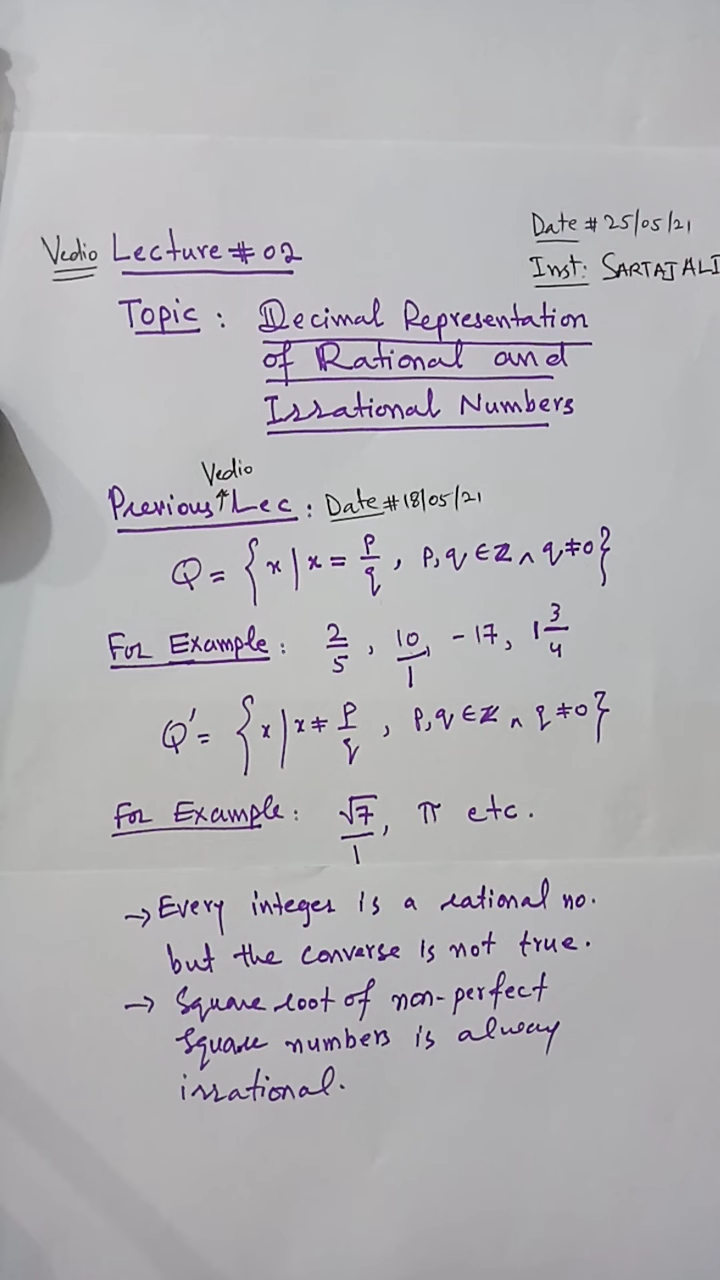 Vedio Lecture # 02
Date # 25/05/21
Inst: SARTAJ ALI
Topic : Decimal Representation
of Rational and
Irrational Numbers
Vedio
Previous ↑ Lec : Date # 18/05/21
Q = {x | x = p/q , p, q ∈ Z ∧ q ≠ 0}
For Example : 2/5 , 10/1, -17, 1 3/4
Q' = {x | x ≠ p/q , p, q ∈ Z ∧ q ≠ 0}
For Example : √7/1, π etc.
→ Every integer is a rational no.
but the converse is not true.
→ Square root of non-perfect
square numbers is alway
irrational.